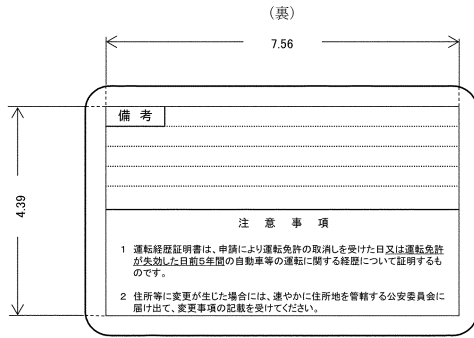 （裏）
7.56
4.39
備 考
注 意 事 項
1 運転経歴証明書は、申請により運転免許の取消しを受けた日又は運転免許
が失効した日前5年間の自動車等の運転に関する経歴について証明するも
のです。
2 住所等に変更が生じた場合には、速やかに住所地を管轄する公安委員会に
届け出て、変更事項の記載を受けてください。